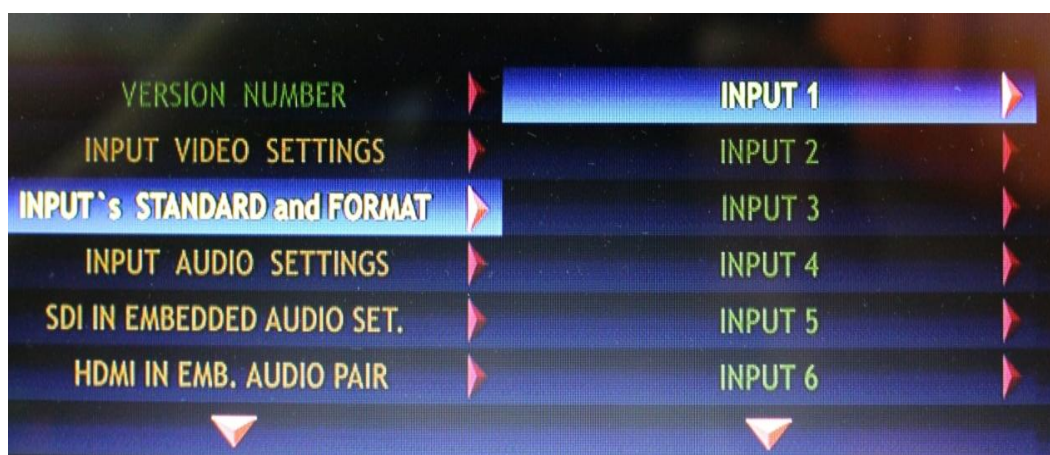 VERSION NUMBER
INPUT VIDEO SETTINGS
INPUT`s STANDARD and FORMAT
INPUT AUDIO SETTINGS
SDI IN EMBEDDED AUDIO SET.
HDMI IN EMB. AUDIO PAIR
INPUT 1
INPUT 2
INPUT 3
INPUT 4
INPUT 5
INPUT 6